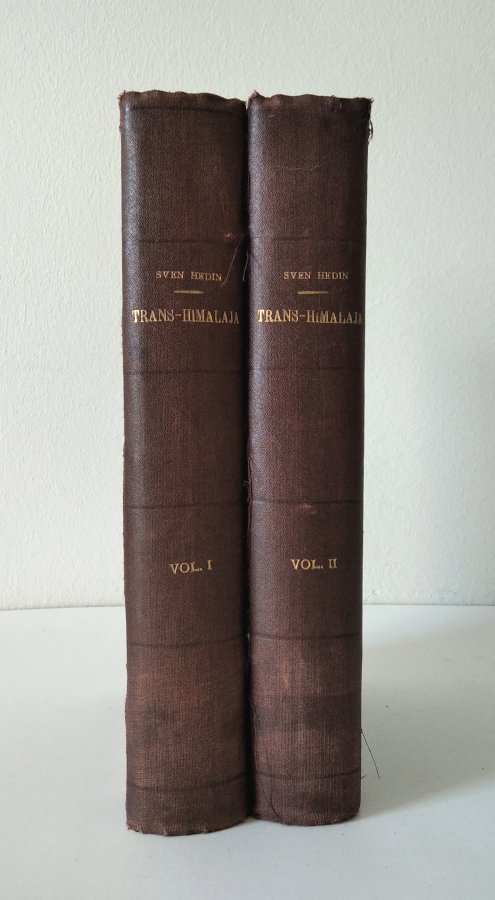 SVEN HEDIN
TRANS-HIMALAJA
VOL. I
SVEN HEDIN
TRANS-HIMALAJA
VOL. II